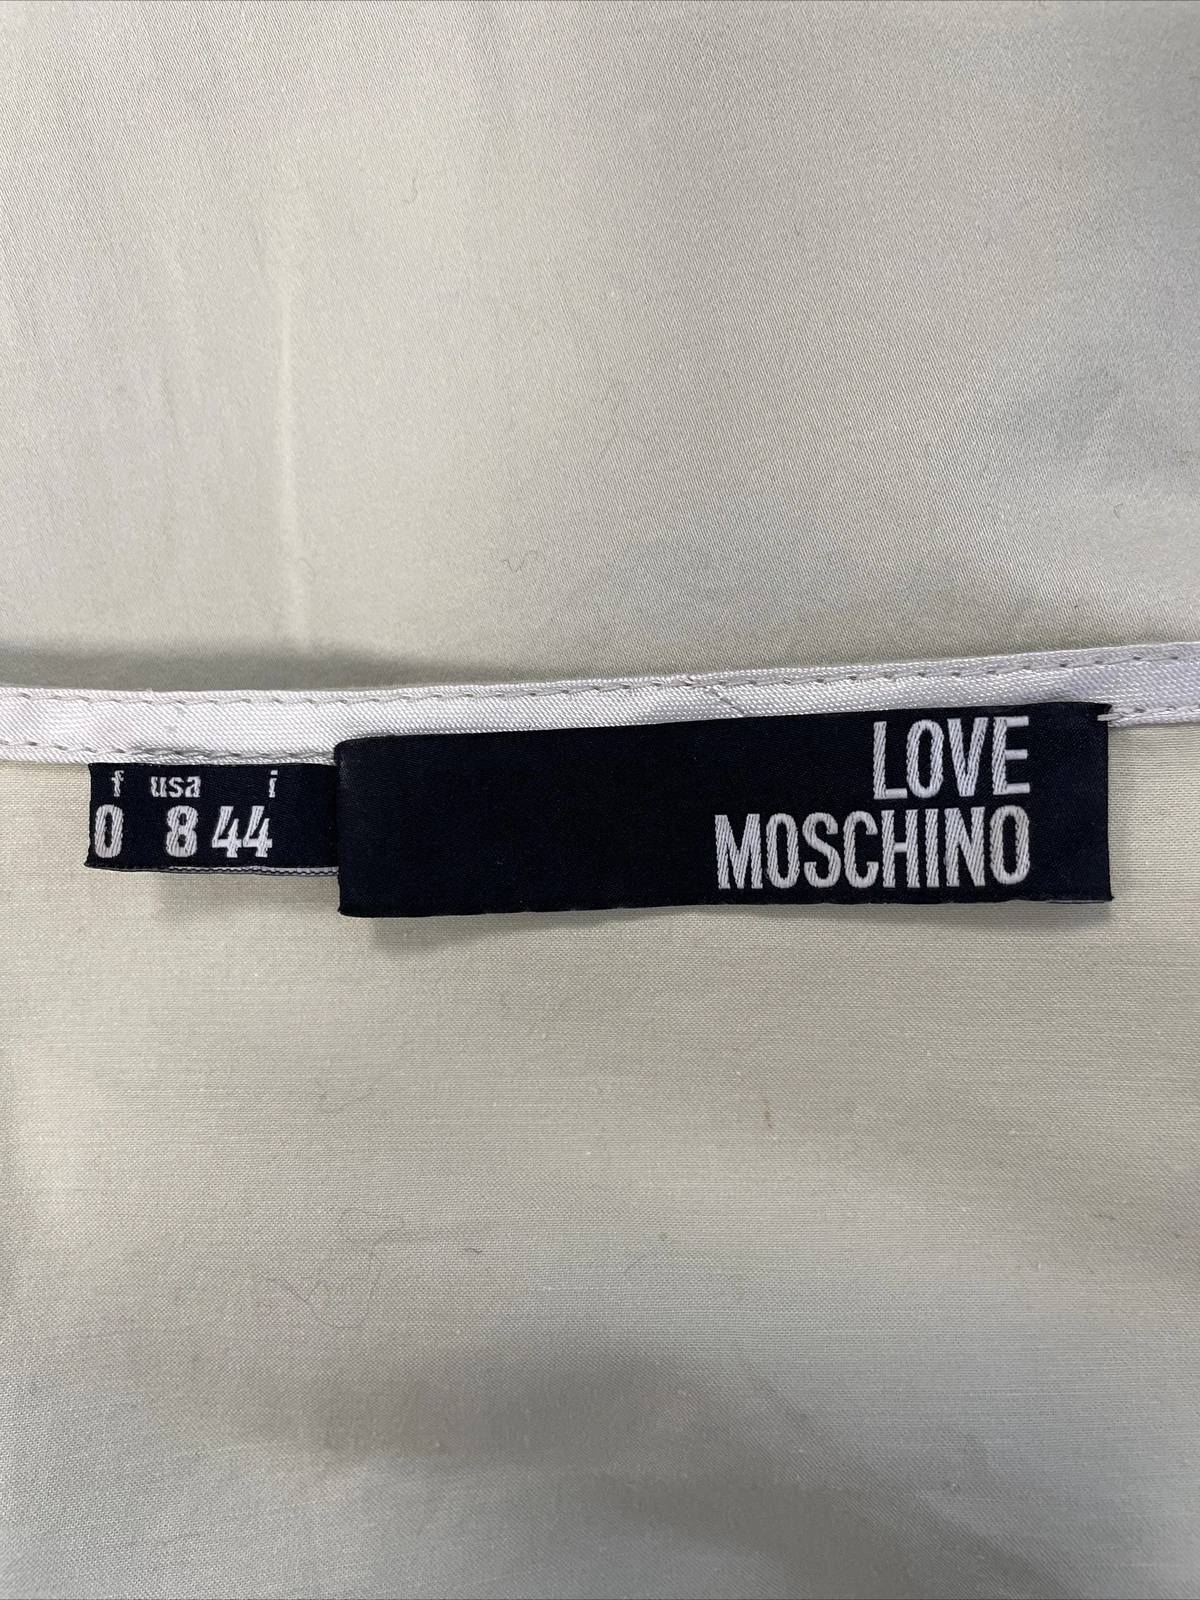 f usa i
0 8 44
LOVE
MOSCHINO